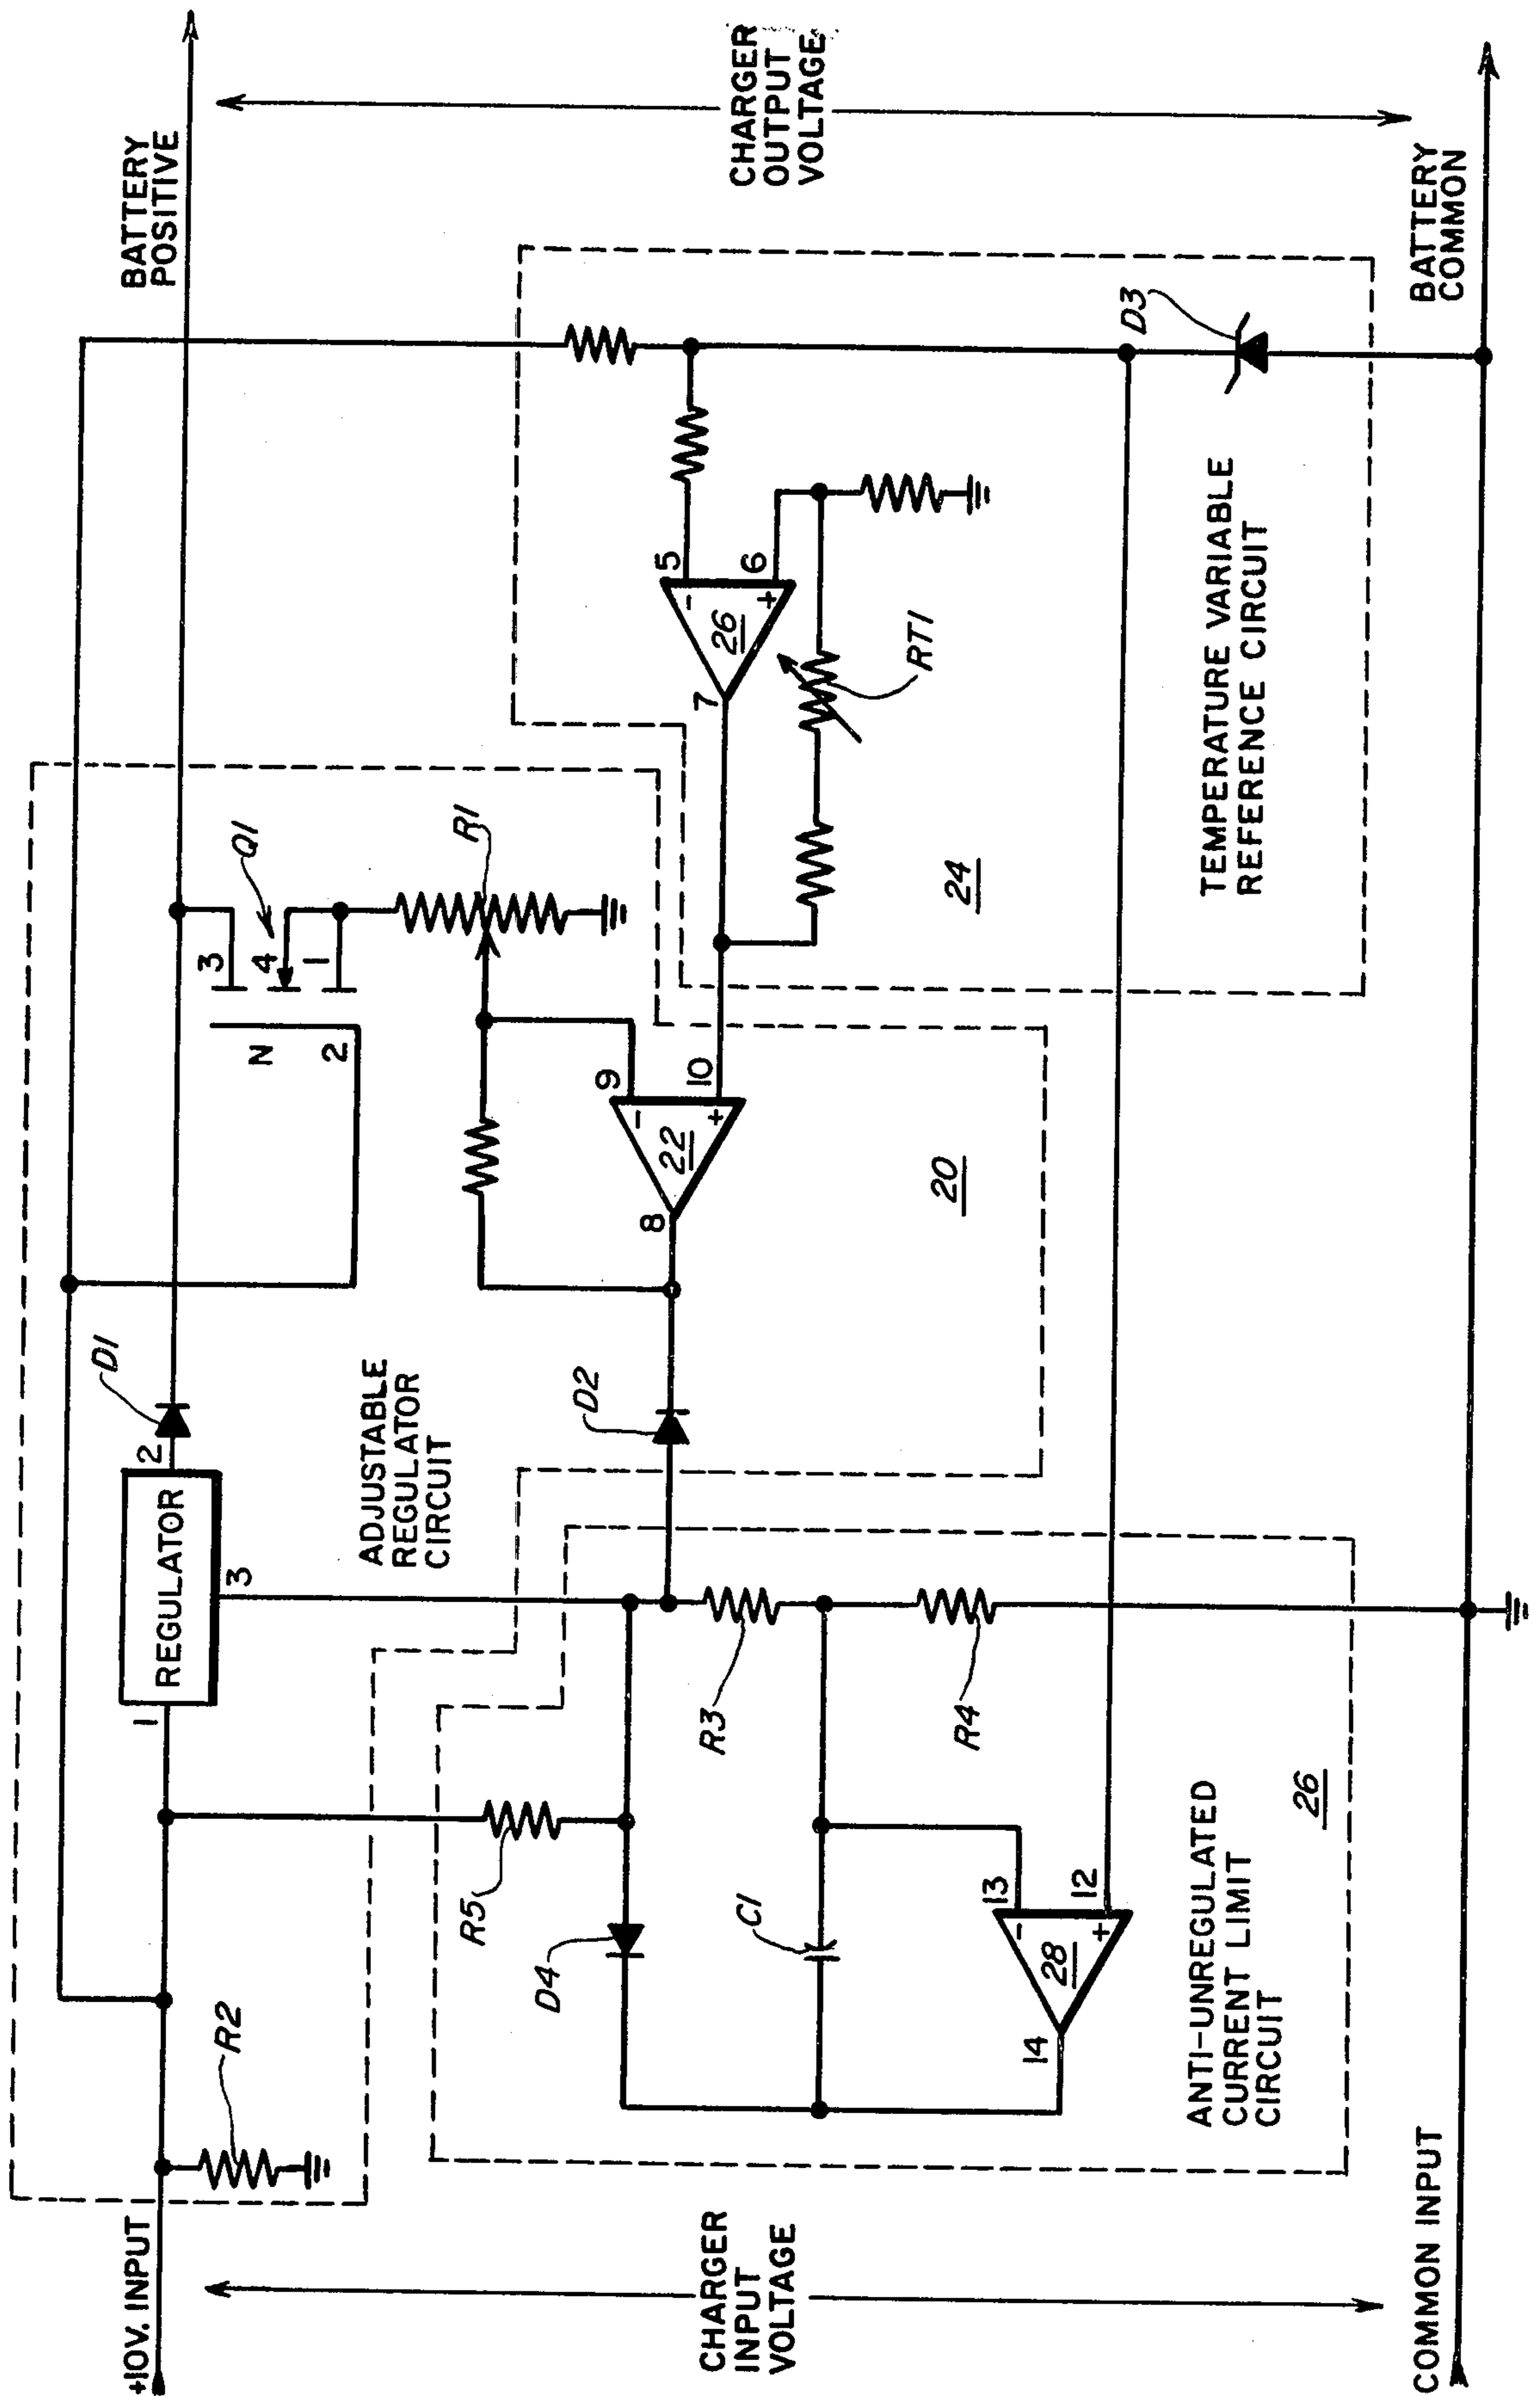 +10V. INPUT
R2
1
REGULATOR
2
3
D1
ADJUSTABLE
REGULATOR
CIRCUIT
N
2
3
4
1
Q1
R1
BATTERY
POSITIVE
R5
D4
D2
8
22
-
+
9
10
20
7
26
-
+
5
6
RT1
24
CHARGER
INPUT
VOLTAGE
C1
R3
R4
14
28
-
+
13
12
ANTI-UNREGULATED
CURRENT LIMIT
CIRCUIT
26
TEMPERATURE VARIABLE
REFERENCE CIRCUIT
D3
CHARGER
OUTPUT
VOLTAGE
COMMON INPUT
BATTERY
COMMON